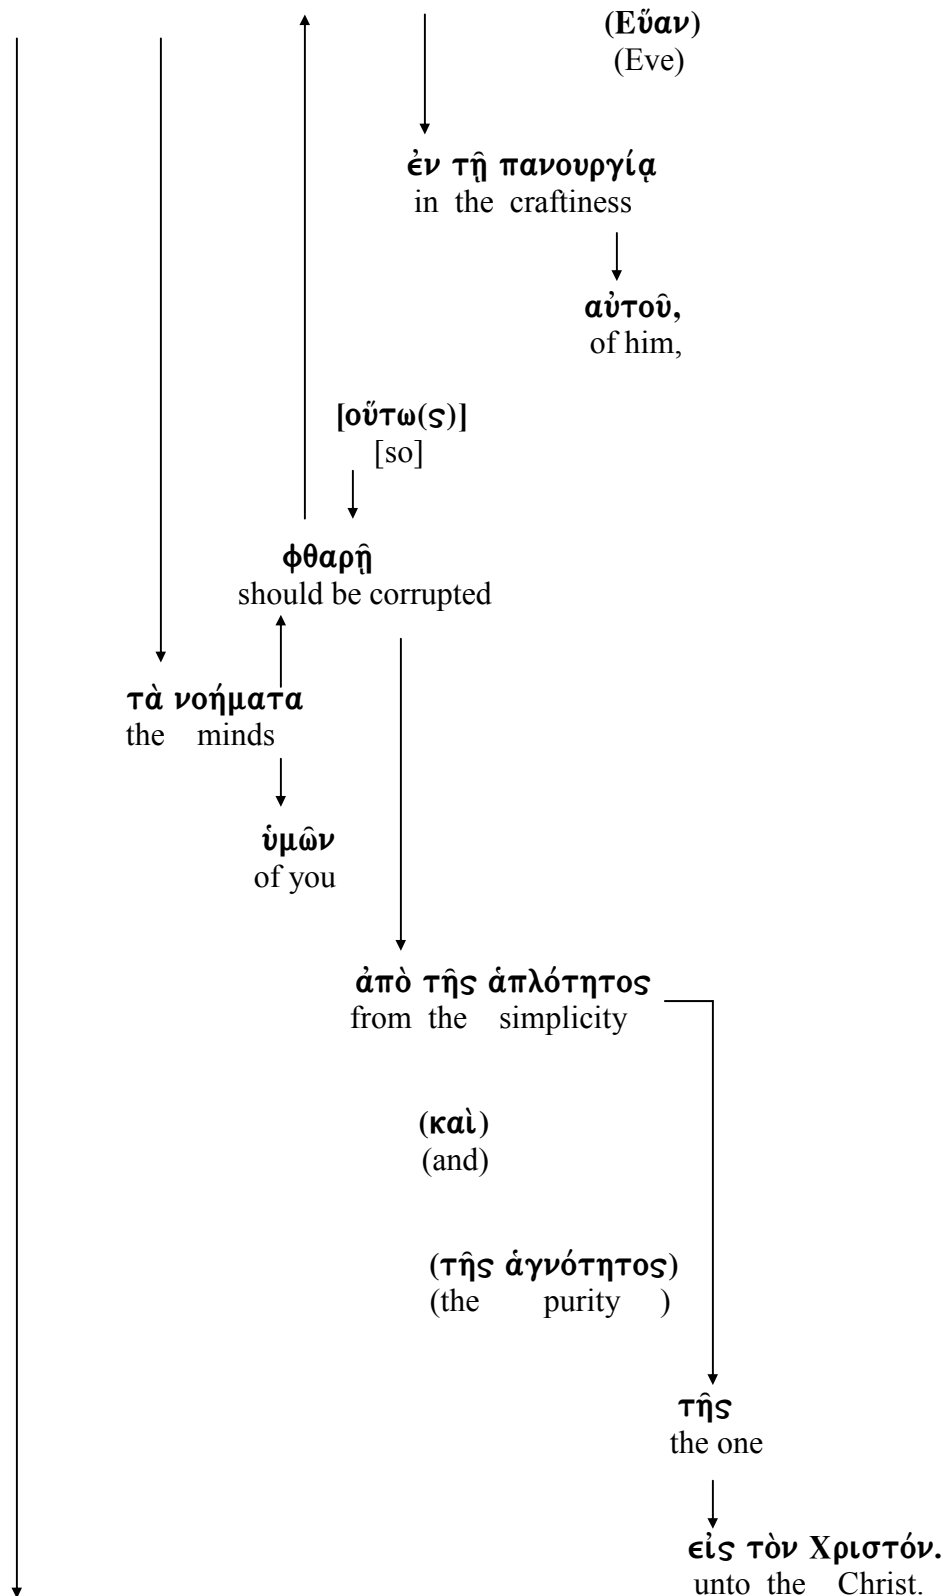 (Εὔαν)
(Eve)
ἐν τῇ πανουργίᾳ
in the craftiness
αὐτοῦ,
of him,
[οὕτω(ς)]
[so]
φθαρῇ
should be corrupted
τὰ νοήματα
the minds
ὑμῶν
of you
ἀπὸ τῆς ἁπλότητος
from the simplicity
(καὶ)
(and)
(τῆς ἁγνότητος)
(the purity )
τῆς
the one
εἰς τὸν Χριστόν.
unto the Christ.